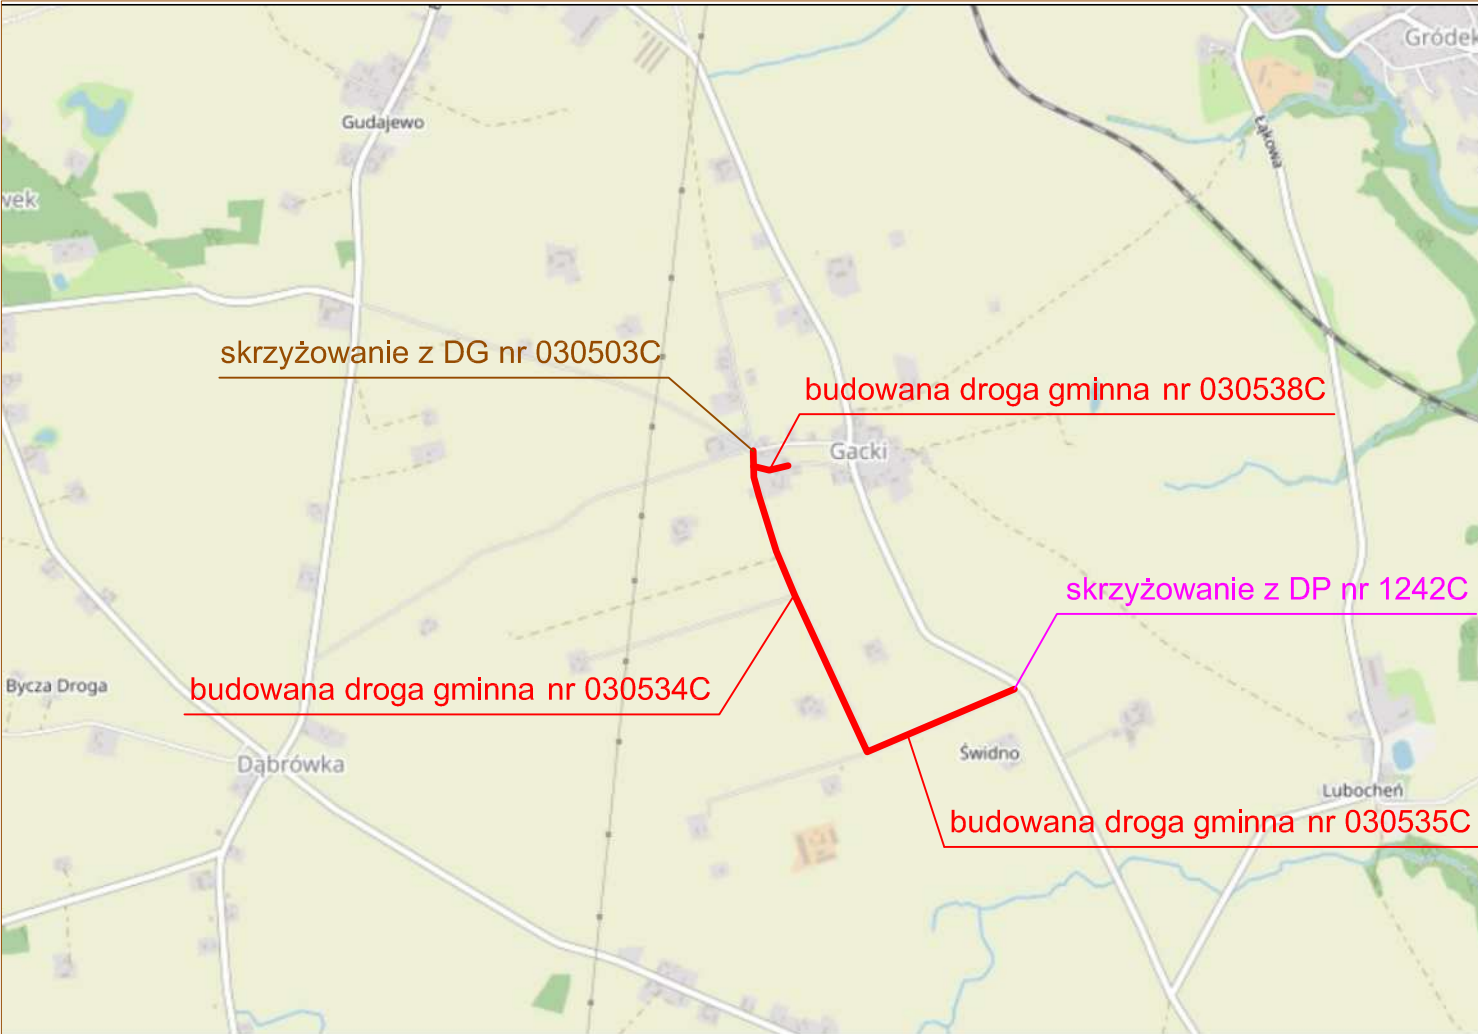 Gródek
Gudajewo
Łąkowa
wek
skrzyżowanie z DG nr 030503C
budowana droga gminna nr 030538C
Gacki
skrzyżowanie z DP nr 1242C
Bycza Droga
budowana droga gminna nr 030534C
Świdno
Dąbrówka
Lubocheń
budowana droga gminna nr 030535C